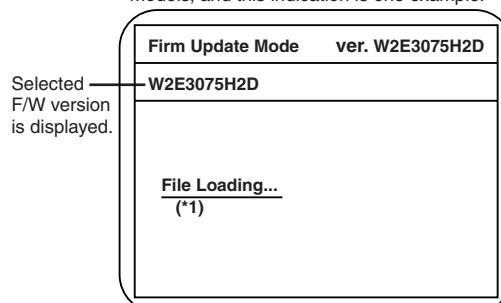 models, and this indication is one example.
Firm Update Mode ver. W2E3075H2D
Selected
F/W version
is displayed.
W2E3075H2D
File Loading...
(*1)